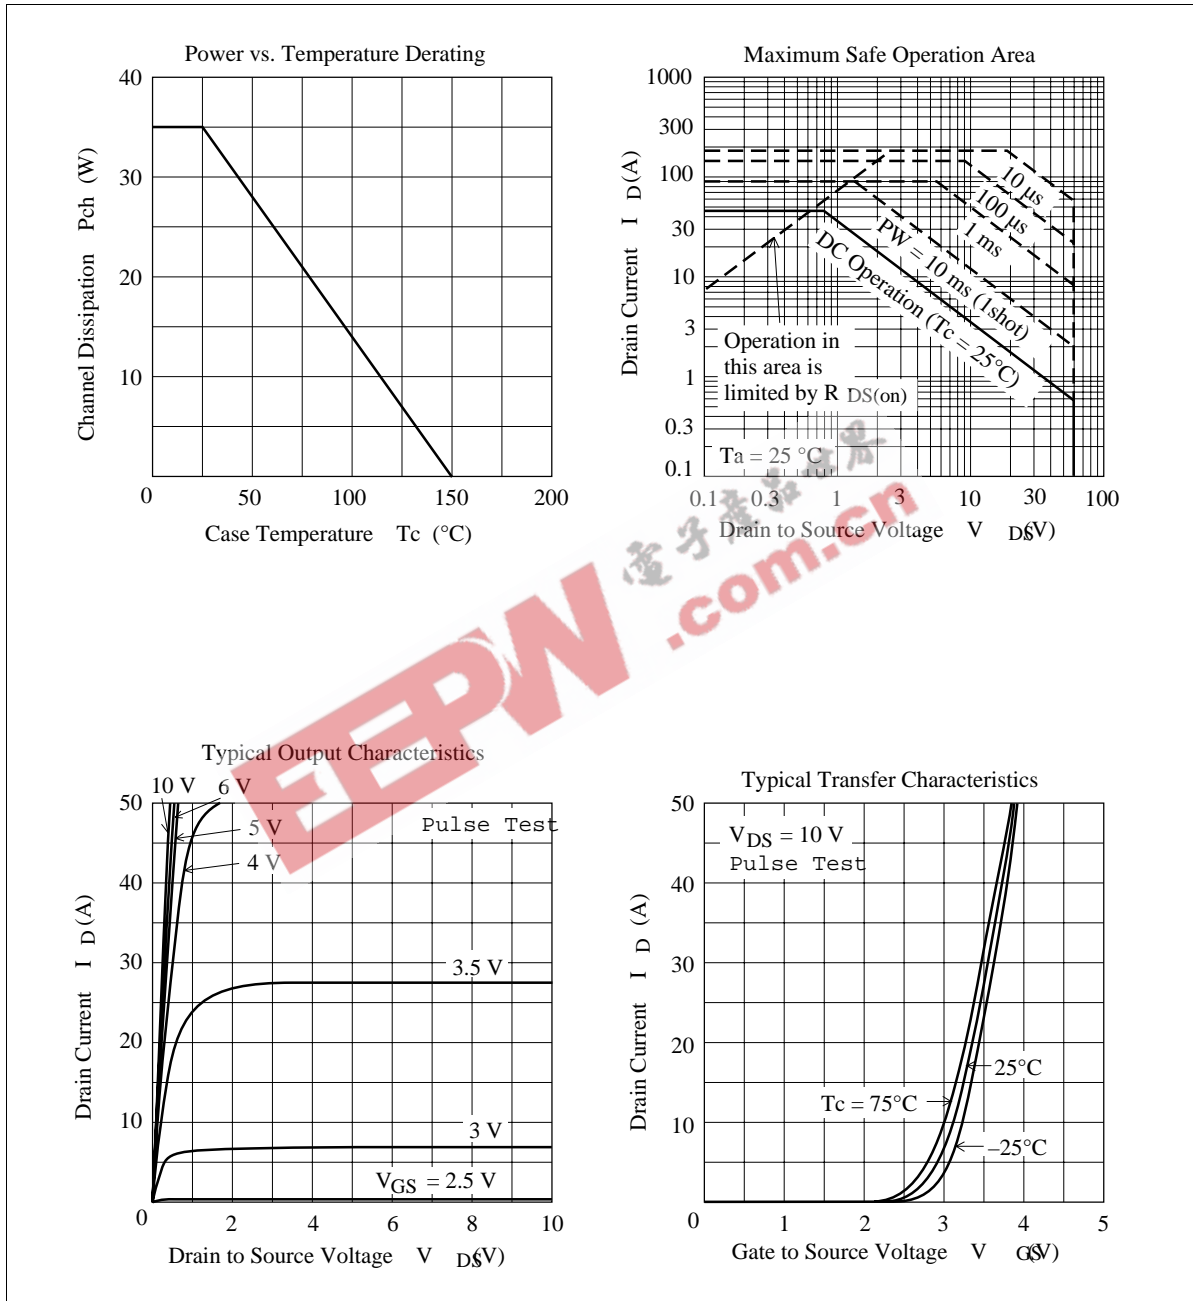 Power vs. Temperature Derating
40
30
20
10
0
50
100
150
200
Channel Dissipation Pch (W)
Case Temperature Tc (°C)
Maximum Safe Operation Area
1000
300
100
30
10
3
1
0.3
0.1
0.1
0.3
1
3
10
30
100
Drain Current I D (A)
Drain to Source Voltage V DS (V)
10 µs
100 µs
1 ms
PW = 10 ms (1shot)
DC Operation (Tc = 25°C)
Operation in
this area is
limited by R DS(on)
Ta = 25 °C
電子產品世界
EEPW
.com.cn
Typical Output Characteristics
10 V
6 V
5 V
4 V
Pulse Test
3.5 V
3 V
VGS = 2.5 V
50
40
30
20
10
0
2
4
6
8
10
Drain Current I D (A)
Drain to Source Voltage V DS (V)
Typical Transfer Characteristics
VDS = 10 V
Pulse Test
25°C
Tc = 75°C
–25°C
50
40
30
20
10
0
1
2
3
4
5
Drain Current I D (A)
Gate to Source Voltage V GS (V)